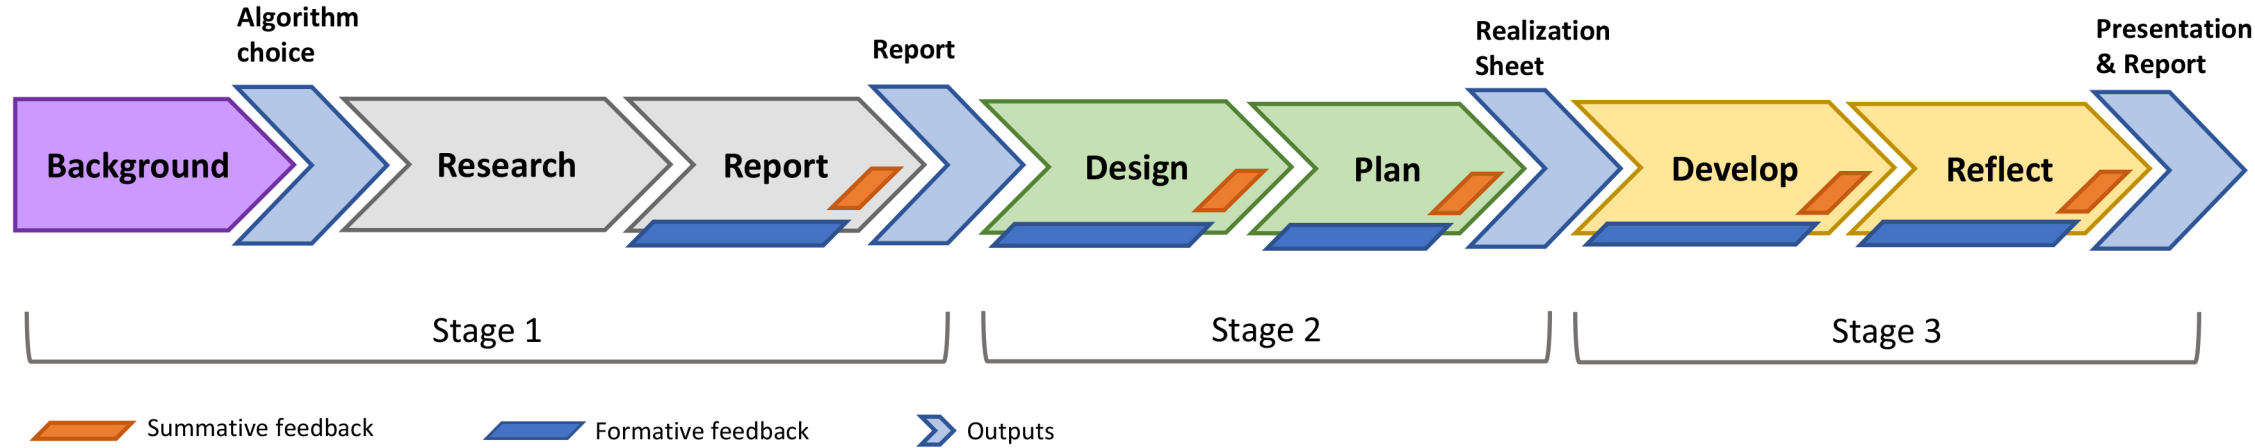 Algorithm
choice
Report
Realization
Sheet
Presentation
& Report
Background
Research
Report
Design
Plan
Develop
Reflect
Stage 1
Stage 2
Stage 3
Summative feedback
Formative feedback
Outputs